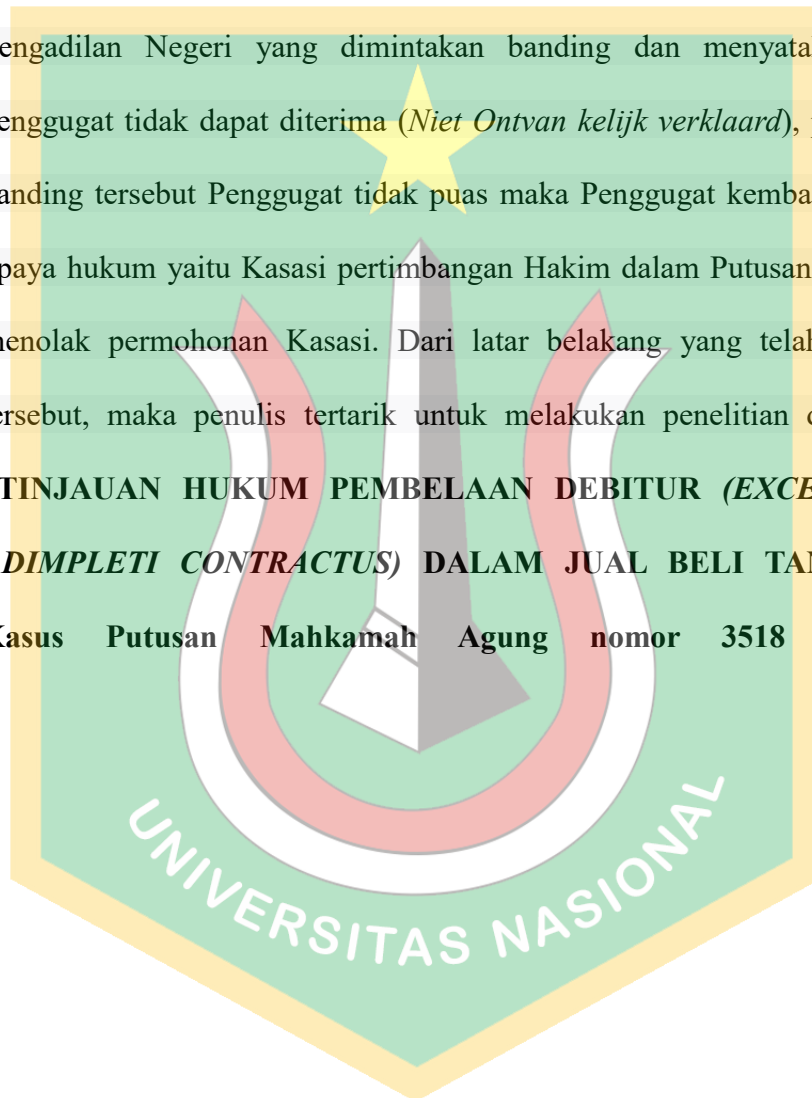 engadilan Negeri yang dimintakan banding dan menyatal
enggugat tidak dapat diterima (Niet Ontvan kelijk verklaard),
anding tersebut Penggugat tidak puas maka Penggugat kemba
paya hukum yaitu Kasasi pertimbangan Hakim dalam Putusan
nenolak permohonan Kasasi. Dari latar belakang yang telah
ersebut, maka penulis tertarik untuk melakukan penelitian
TINJAUAN HUKUM PEMBELAAN DEBITUR (EXCE
DIMPLETI CONTRACTUS) DALAM JUAL BELI TAN
Kasus Putusan Mahkamah Agung nomor 3518
UNIVERSITAS NASIONAL